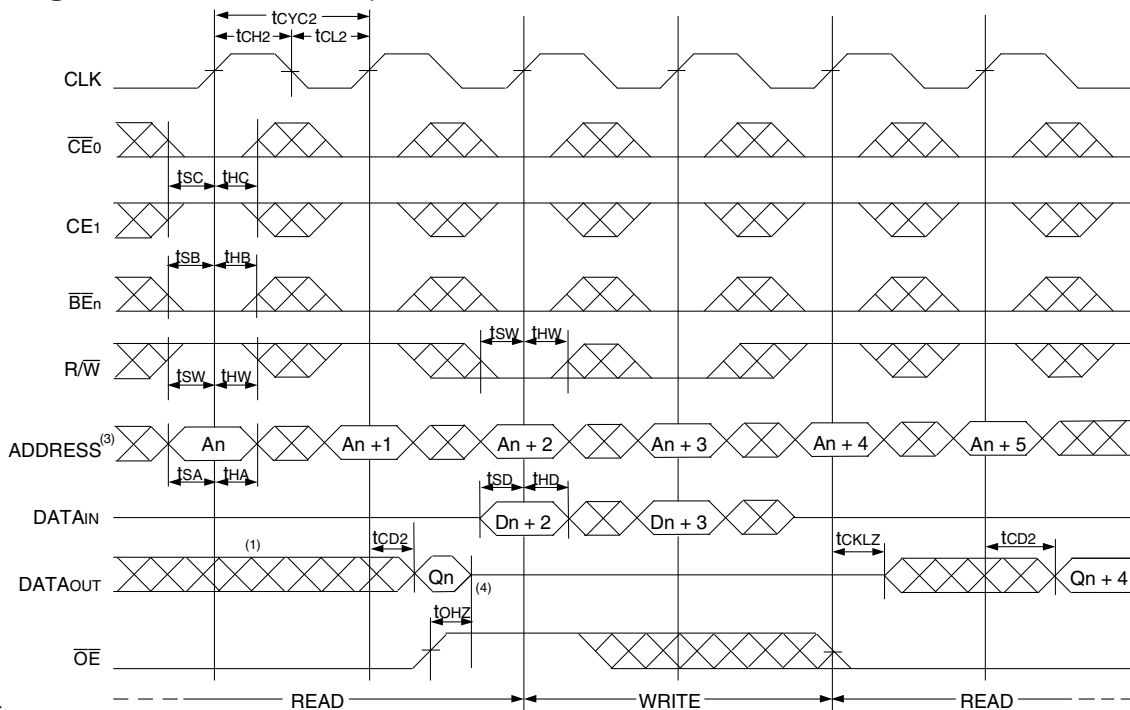 tCYC2
tCH2 tCL2
CLK
CE0
tSC tHC
CE1
tSB tHB
BEn
tSW tHW
R/W
tSW tHW
ADDRESS(3) An An +1 An + 2 An + 3 An + 4 An + 5
tSA tHA
tSD tHD
DATAIN Dn + 2 Dn + 3
tCD2 tCKLZ tCD2
(1)
DATAOUT Qn (4) Qn + 4
tOHZ
OE
READ WRITE READ